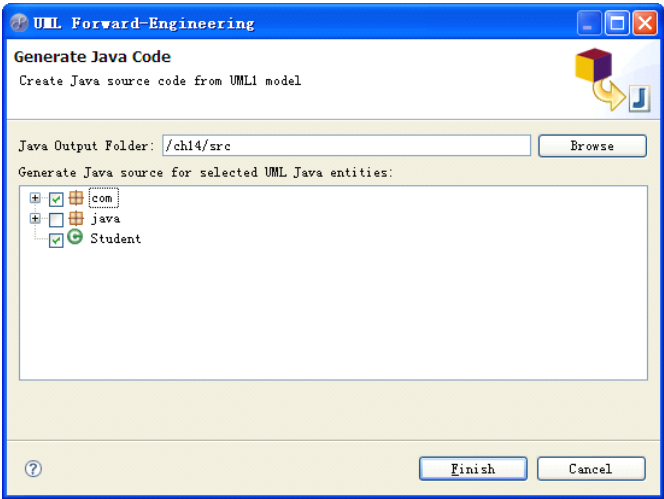 UML Forward-Engineering
Generate Java Code
Create Java source code from UML1 model
J
Java Output Folder: /ch14/src Browse
Generate Java source for selected UML Java entities:
com
java
C Student
? Finish Cancel